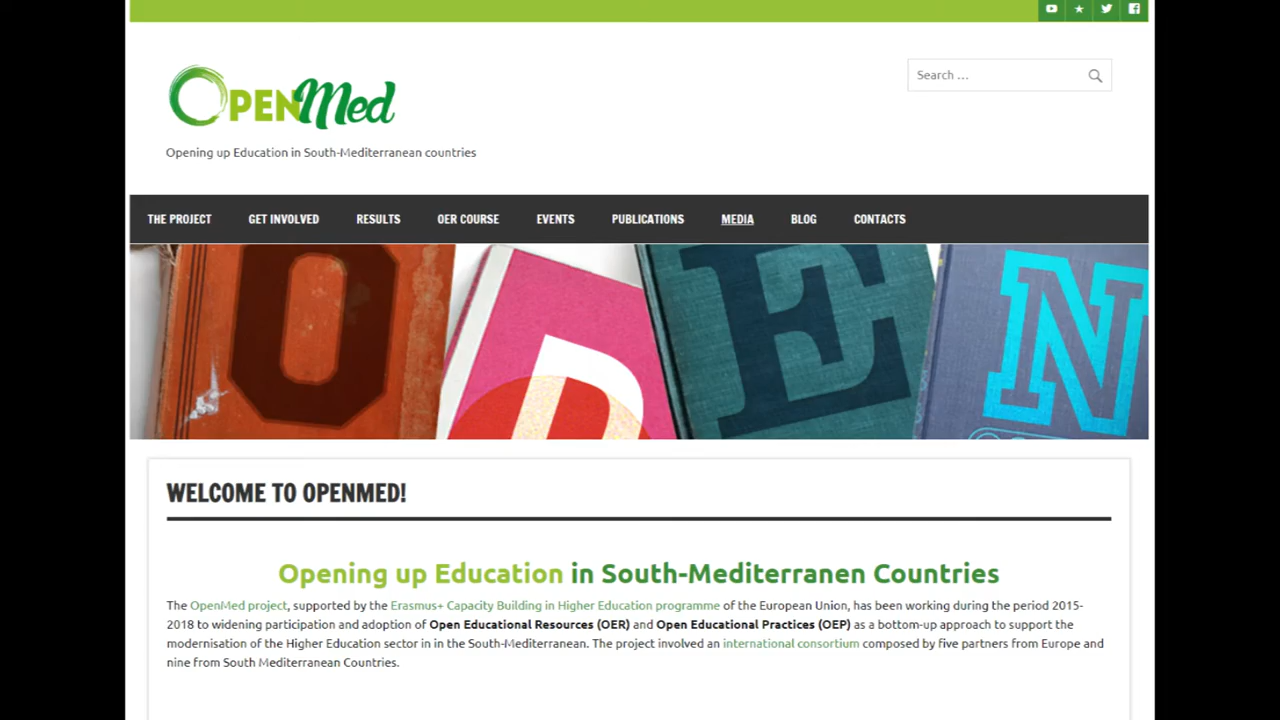 OPENMed
Search ...
Opening up Education in South-Mediterranean countries
THE PROJECT GET INVOLVED RESULTS OER COURSE EVENTS PUBLICATIONS MEDIA BLOG CONTACTS
O P E N
WELCOME TO OPENMED!
Opening up Education in South-Mediterranen Countries
The OpenMed project, supported by the Erasmus+ Capacity Building in Higher Education programme of the European Union, has been working during the period 2015-
2018 to widening participation and adoption of Open Educational Resources (OER) and Open Educational Practices (OEP) as a bottom-up approach to support the
modernisation of the Higher Education sector in in the South-Mediterranean. The project involved an international consortium composed by five partners from Europe and
nine from South Mediterranean Countries.